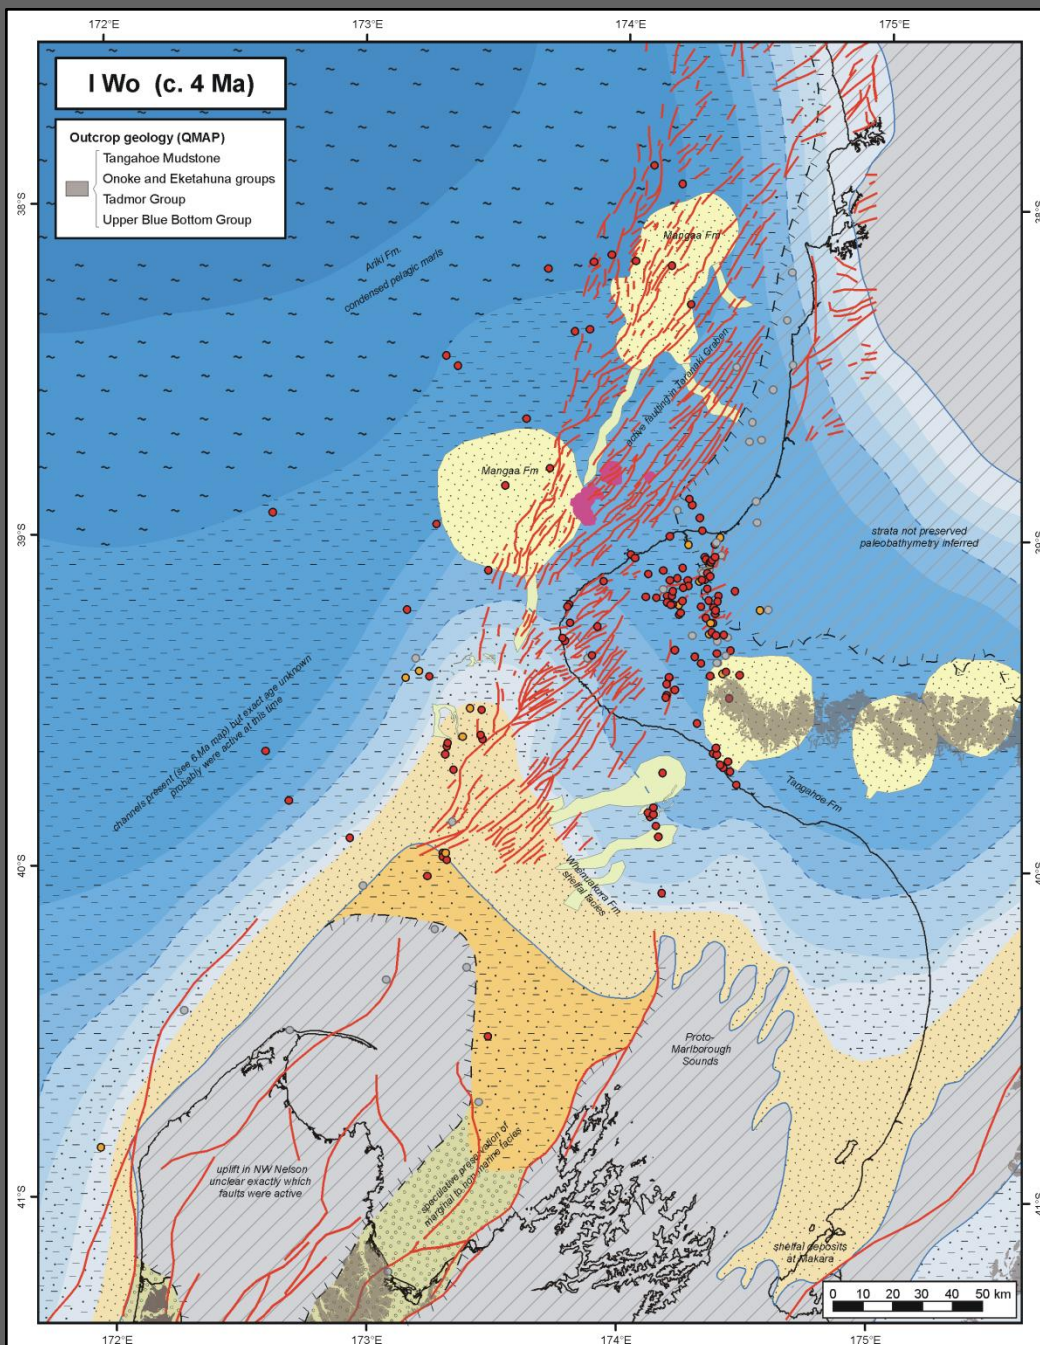 172°E
173°E
174°E
175°E
I Wo (c. 4 Ma)
Outcrop geology (QMAP)
Tangahoe Mudstone
Onoke and Eketahuna groups
Tadmor Group
Upper Blue Bottom Group
38°S
38°S
Ariki Fm.
condensed pelagic marls
Mangaa Fm
active faulting in Taranaki Graben
Mangaa Fm
39°S
39°S
strata not preserved
paleobathymetry inferred
channels present (see 6 Ma map) but exact age unknown
probably were active at this time
Tangahoe Fm
40°S
40°S
Whenuakora Fm.
shelfal facies
Proto-
Marlborough
Sounds
speculative preservation of
marginal to non-marine facies
uplift in NW Nelson
unclear exactly which
faults were active
41°S
41°S
shelfal deposits
at Makara
0 10 20 30 40 50 km
172°E
173°E
174°E
175°E